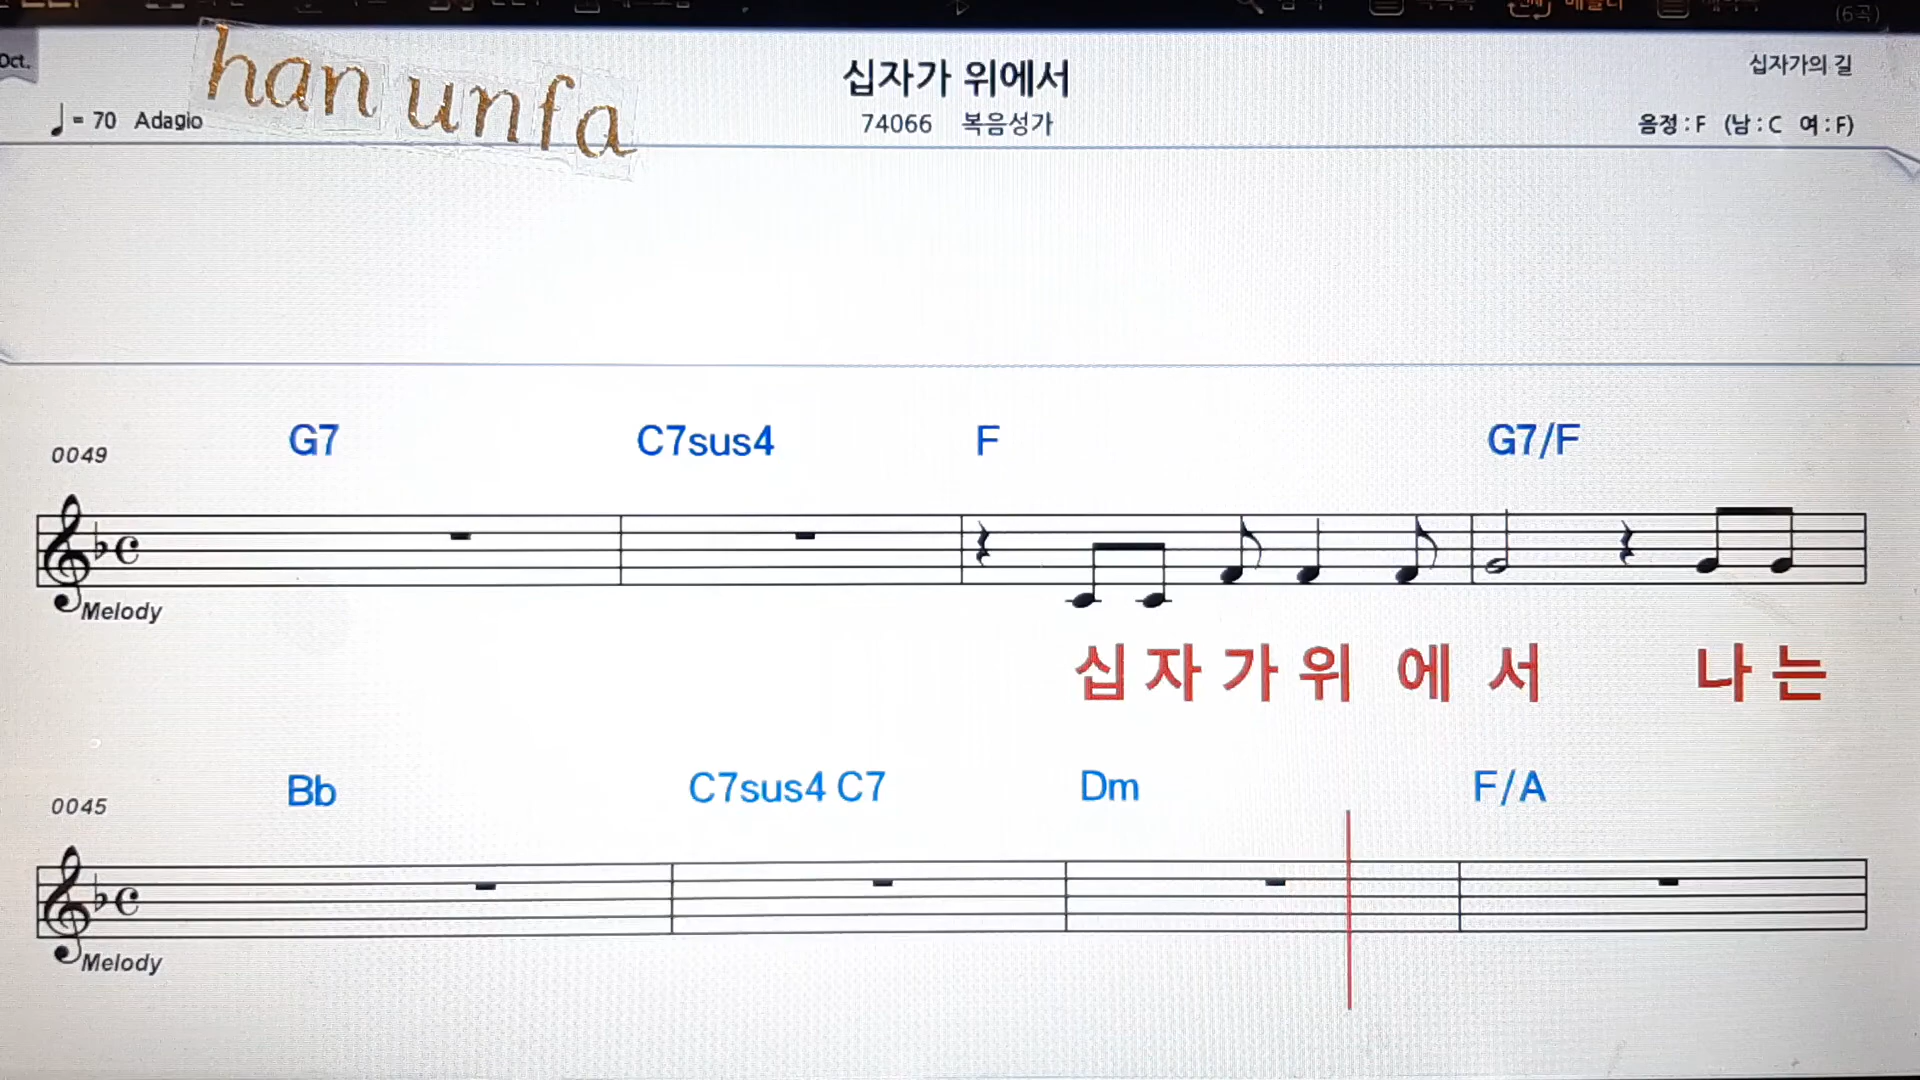 (6곡)
Oct.
han unfa
십자가 위에서
십자가의 길
♩= 70 Adagio
74066 복음성가
음정 : F (남 : C 여 : F)
0049
G7 C7sus4 F G7/F
Melody
십 자 가 위 에 서 나 는
0045
Bb C7sus4 C7 Dm F/A
Melody